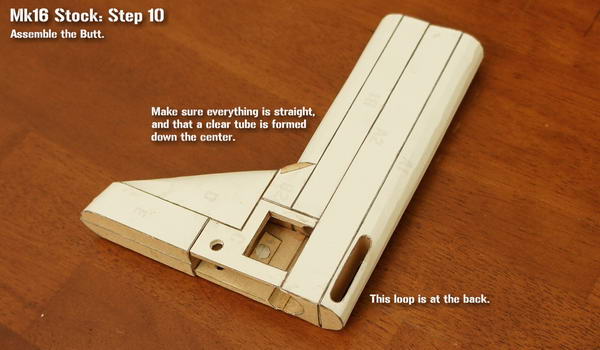 Mk16 Stock: Step 10
Assemble the Butt.
Make sure everything is straight,
and that a clear tube is formed
down the center.
A2
This loop is at the back.